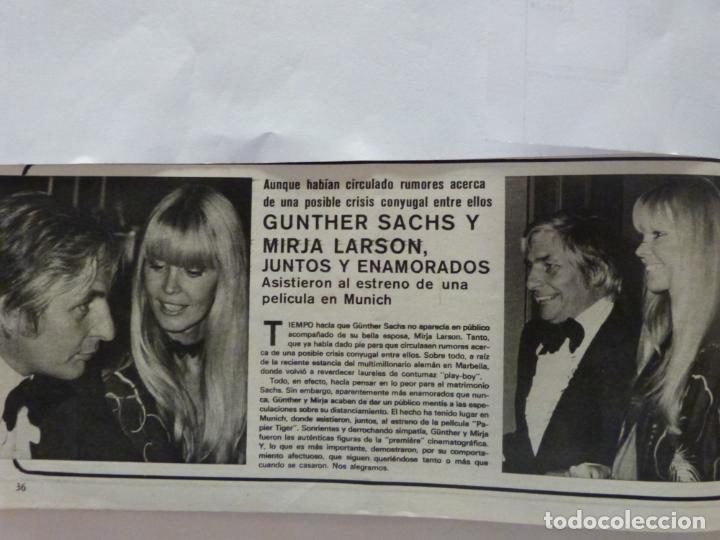 Aunque habían circulado rumores acerca
de una posible crisis conyugal entre ellos
GUNTHER SACHS Y
MIRJA LARSON,
JUNTOS Y ENAMORADOS
Asistieron al estreno de una
película en Munich
TIEMPO hacía que Günther Sachs no aparecía en público
acompañado de su bella esposa, Mirja Larson. Tanto,
que ya había dado pie para que circulasen rumores acer-
ca de una posible crisis conyugal entre ellos. Sobre todo, a raíz
de la reciente estancia del multimillonario alemán en Marbella,
donde volvió a reverdecer laureles de contumaz "play-boy".
Todo, en efecto, hacía pensar en lo peor para el matrimonio
Sachs. Sin embargo, aparentemente más enamorados que nun-
ca, Günther y Mirja acaban de dar un público mentís a las espe-
culaciones sobre su distanciamiento. El hecho ha tenido lugar en
Munich, donde asistieron, juntos, al estreno de la película "Pa-
pier Tiger". Sonrientes y derrochando simpatía, Günther y Mirja
fueron las auténticas figuras de la "première" cinematográfica.
Y, lo que es más importante, demostraron, por su comporta-
miento afectuoso, que siguen queriéndose tanto o más que
cuando se casaron. Nos alegramos.
36
todocoleccion